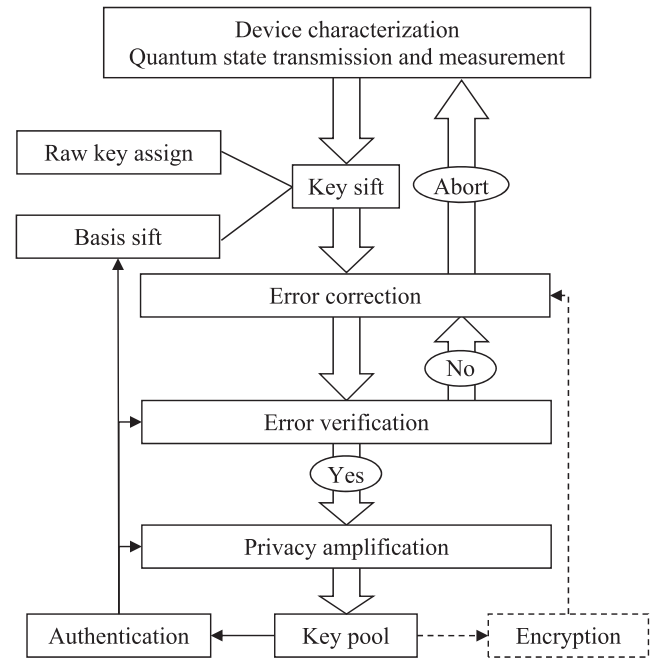 Device characterization
Quantum state transmission and measurement
Raw key assign
Key sift
Abort
Basis sift
Error correction
No
Error verification
Yes
Privacy amplification
Authentication
Key pool
Encryption